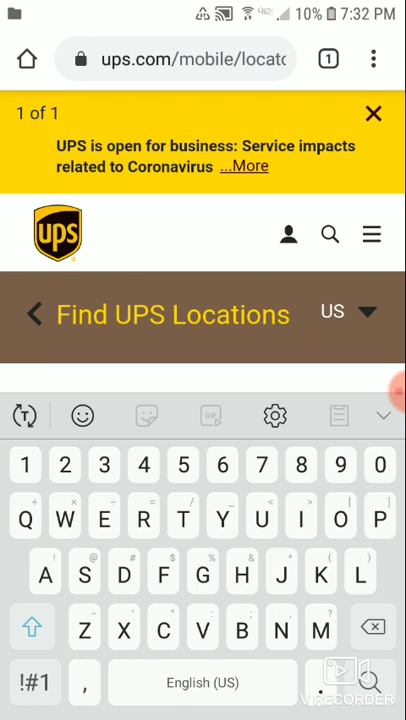 10% 7:32 PM
ups.com/mobile/locato 1
1 of 1
UPS is open for business: Service impacts
related to Coronavirus ...More
ups
Find UPS Locations US
T GIF
1 2 3 4 5 6 7 8 9 0
+ × ÷ = / _ < > [ ]
Q W E R T Y U I O P
! @ # $ % ^ & * ( )
A S D F G H J K L
- ' " : ; , ?
Z X C V B N M
!#1 , English (US) .
V RECORDER